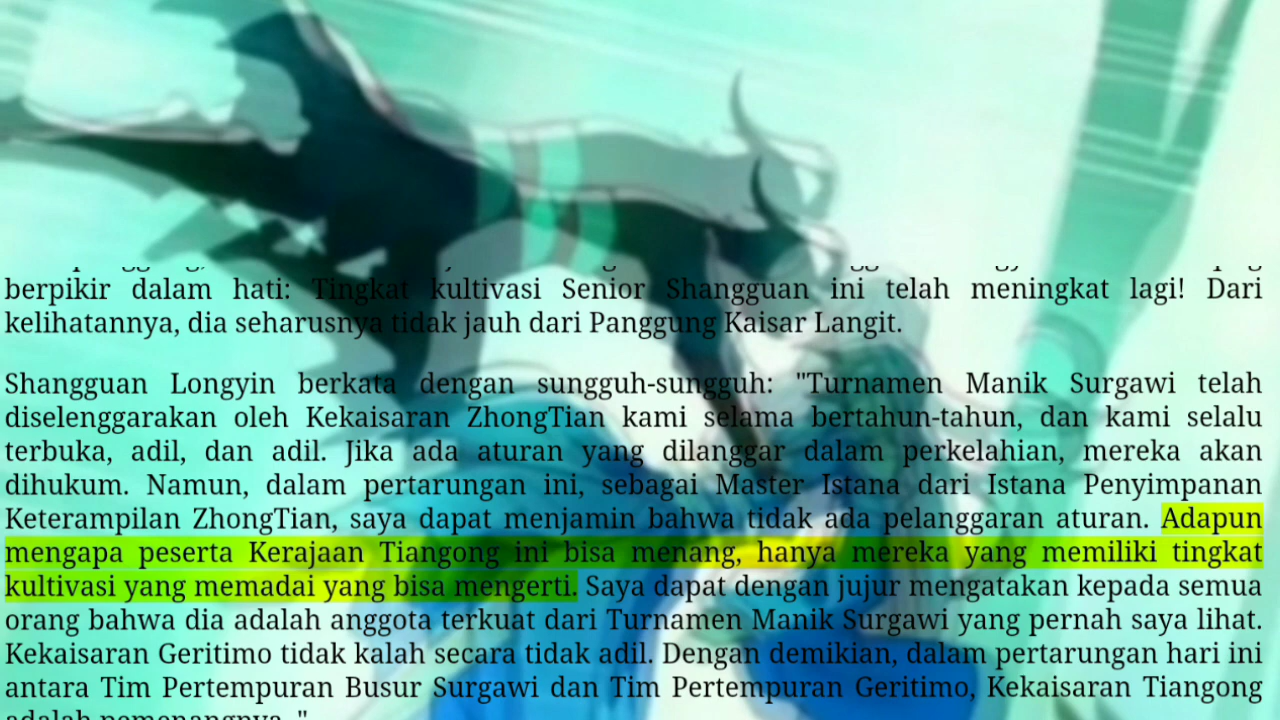 berpikir dalam hati: Tingkat kultivasi Senior Shangguan ini telah meningkat lagi! Dari
kelihatannya, dia seharusnya tidak jauh dari Panggung Kaisar Langit.
Shangguan Longyin berkata dengan sungguh-sungguh: "Turnamen Manik Surgawi telah
diselenggarakan oleh Kekaisaran ZhongTian kami selama bertahun-tahun, dan kami selalu
terbuka, adil, dan adil. Jika ada aturan yang dilanggar dalam perkelahian, mereka akan
dihukum. Namun, dalam pertarungan ini, sebagai Master Istana dari Istana Penyimpanan
Keterampilan ZhongTian, saya dapat menjamin bahwa tidak ada pelanggaran aturan. Adapun
mengapa peserta Kerajaan Tiangong ini bisa menang, hanya mereka yang memiliki tingkat
kultivasi yang memadai yang bisa mengerti. Saya dapat dengan jujur mengatakan kepada semua
orang bahwa dia adalah anggota terkuat dari Turnamen Manik Surgawi yang pernah saya lihat.
Kekaisaran Geritimo tidak kalah secara tidak adil. Dengan demikian, dalam pertarungan hari ini
antara Tim Pertempuran Busur Surgawi dan Tim Pertempuran Geritimo, Kekaisaran Tiangong
adalah pemenangnya. "